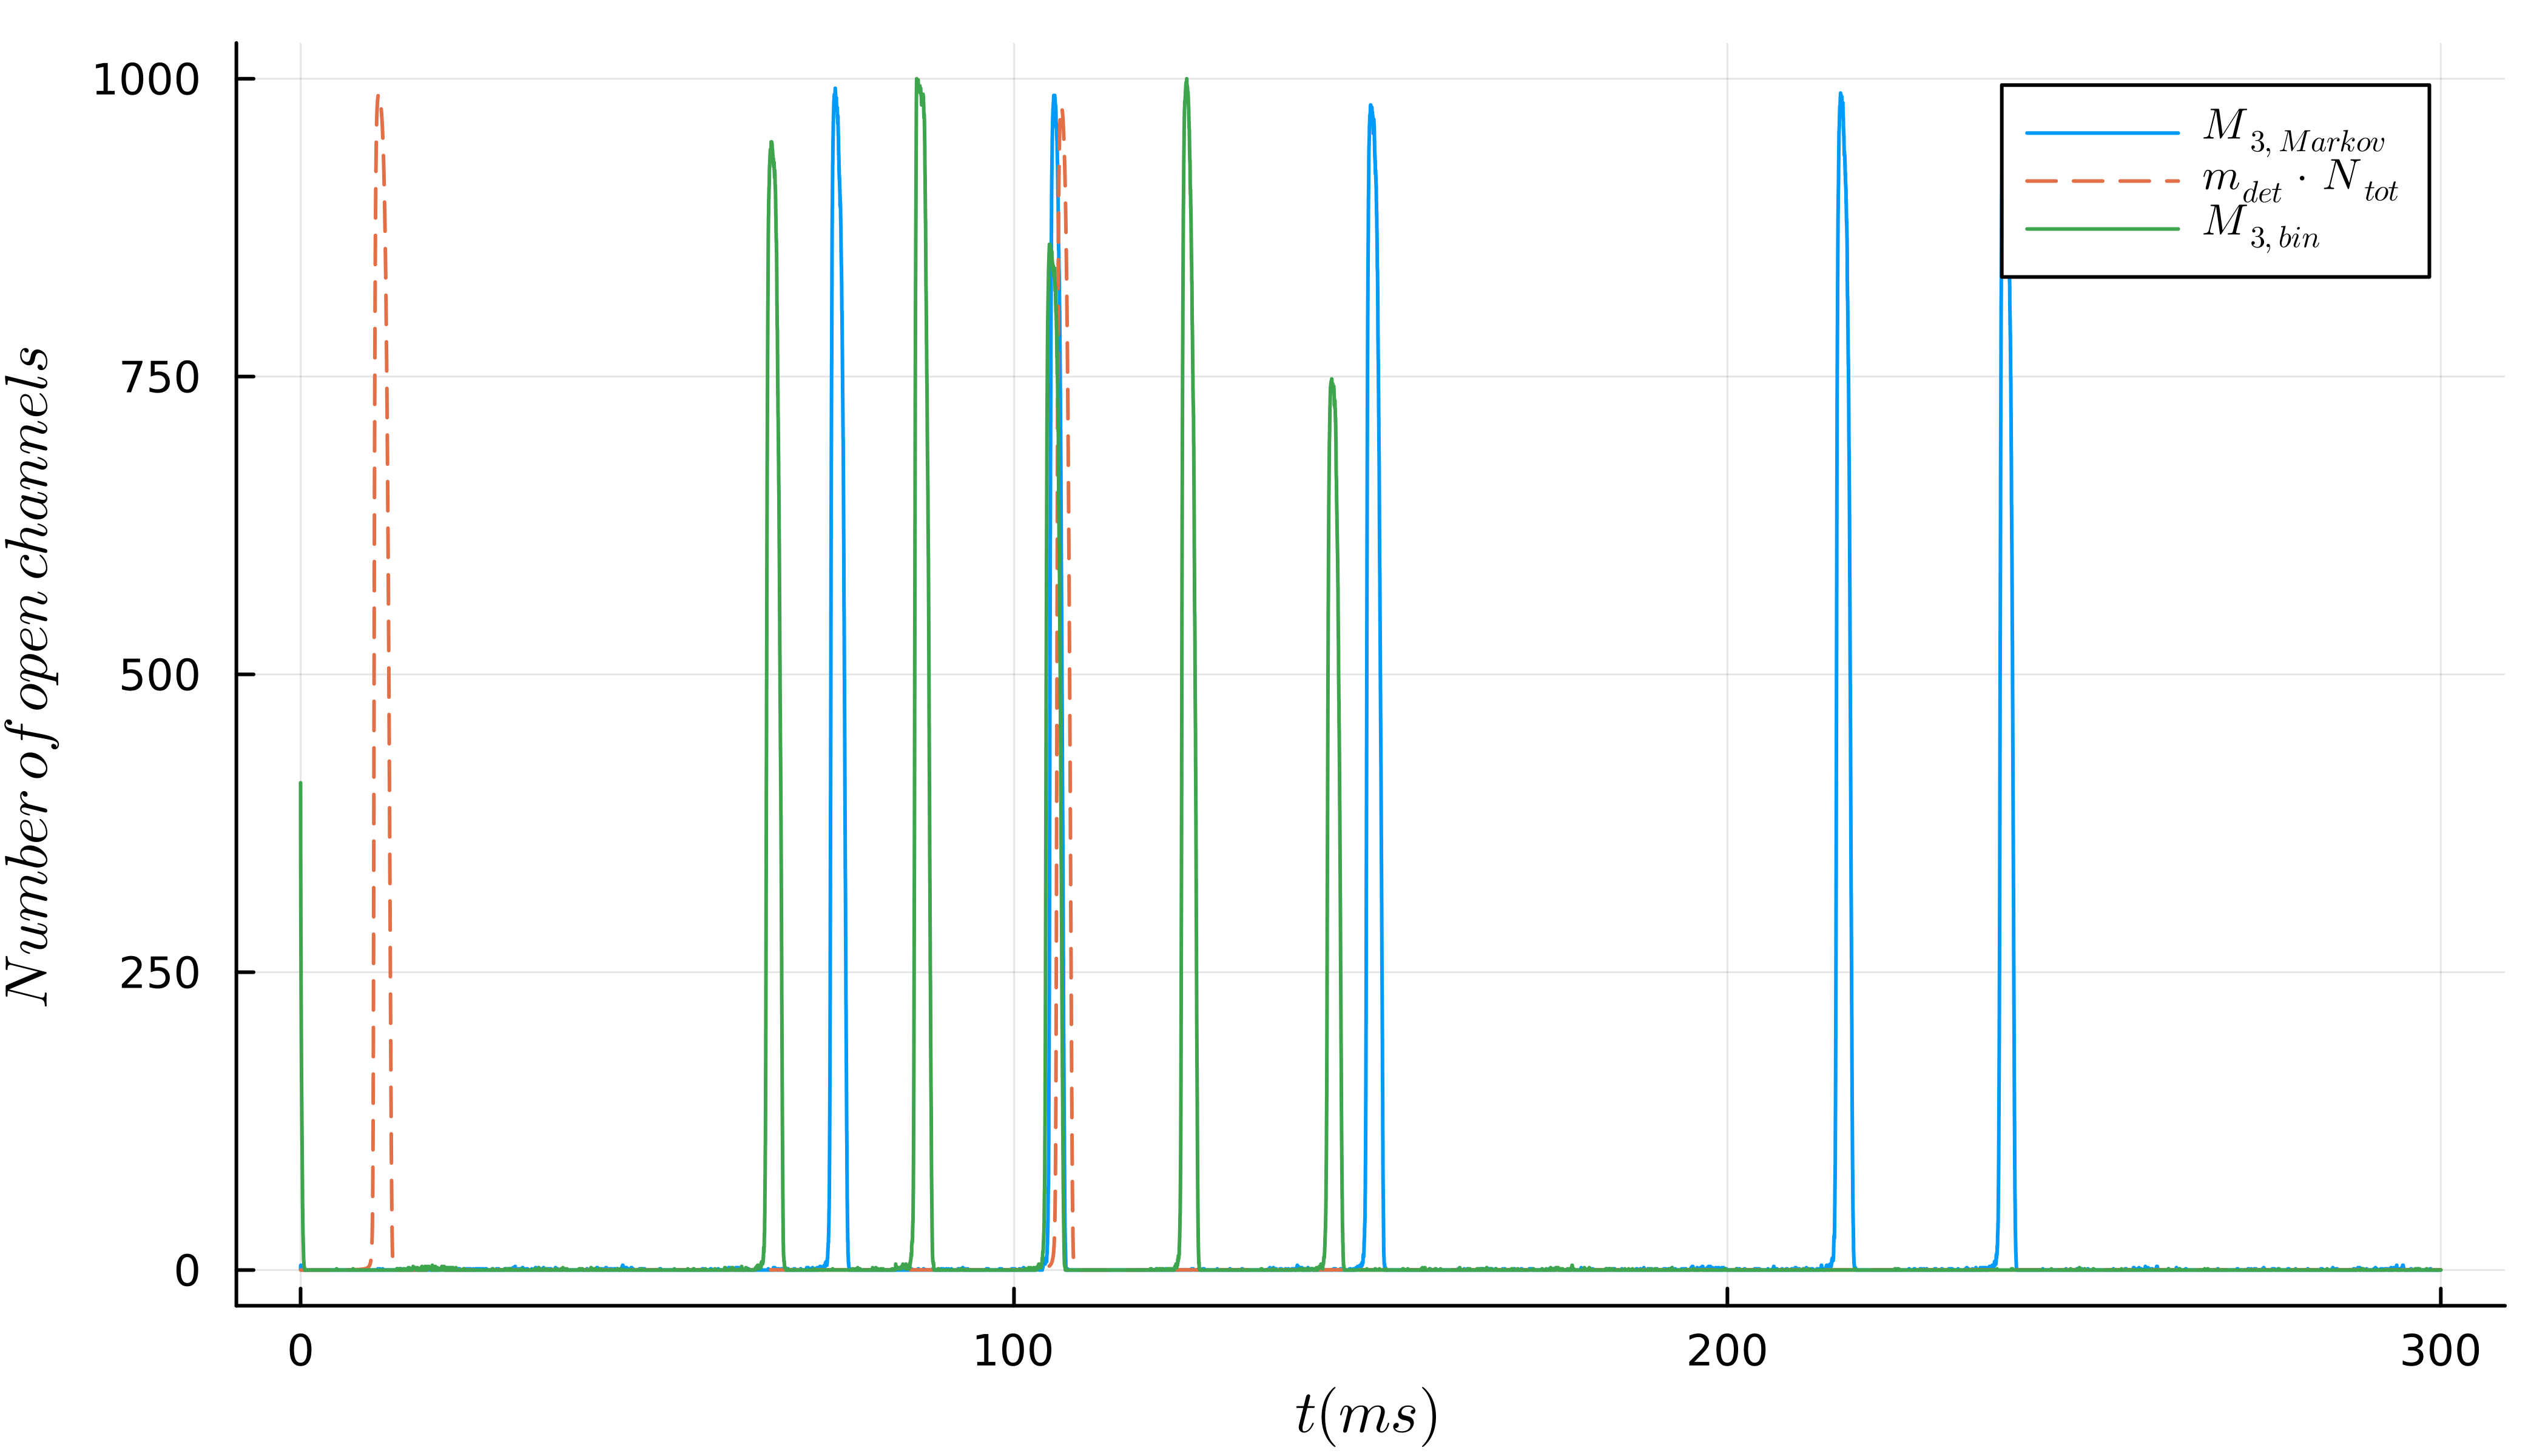 1000
750
500
250
0
Number of open channels
M3, Markov
mdet · Ntot
M3, bin
0 100 200 300
t(ms)